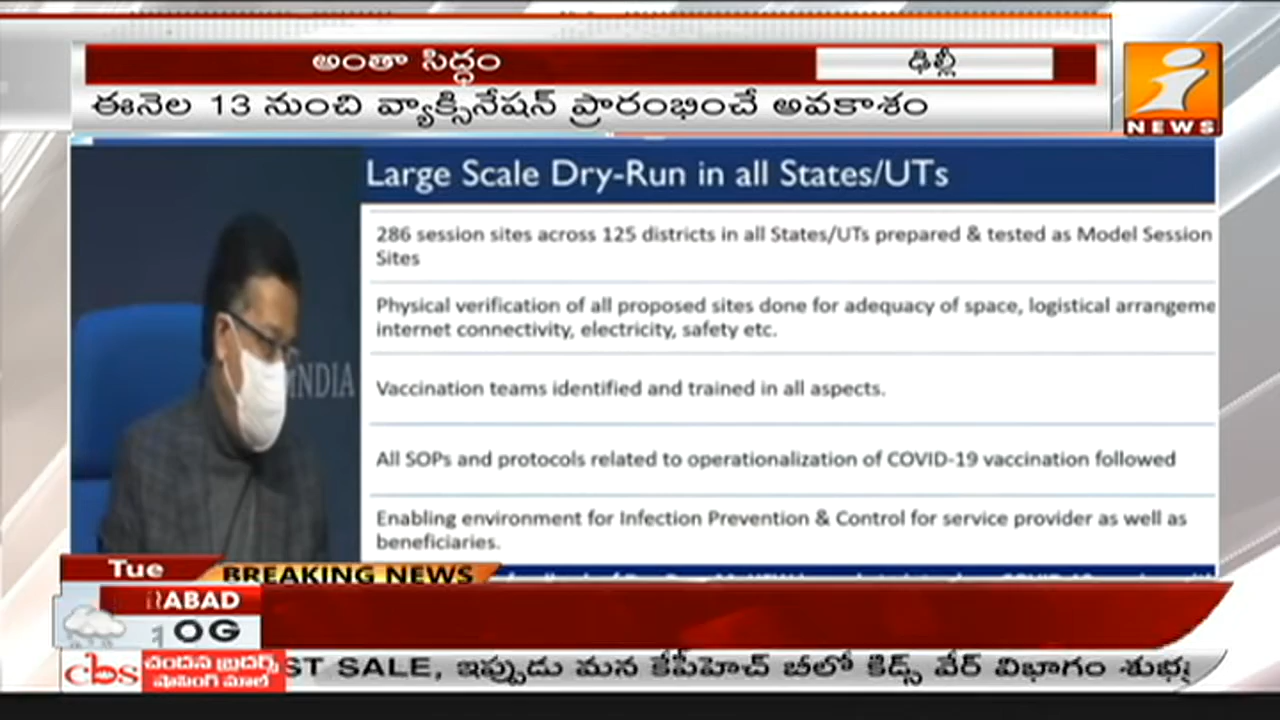 అంతా సిద్ధం
ఢిల్లీ
ఈనెల 13 నుంచి వ్యాక్సినేషన్ ప్రారంభించే అవకాశం
i
NEWS
Large Scale Dry-Run in all States/UTs
286 session sites across 125 districts in all States/UTs prepared & tested as Model Session
Sites
Physical verification of all proposed sites done for adequacy of space, logistical arrangeme
internet connectivity, electricity, safety etc.
INDIA
Vaccination teams identified and trained in all aspects.
All SOPs and protocols related to operationalization of COVID-19 vaccination followed
Enabling environment for Infection Prevention & Control for service provider as well as
beneficiaries.
Tue
BREAKING NEWS
RABAD
OG
cbs
చందన బ్రదర్స్
షాపింగ్ మాల్
ST SALE, ఇప్పుడు మన కేపీహెచ్ బీలో కిడ్స్ వేర్ విభాగం